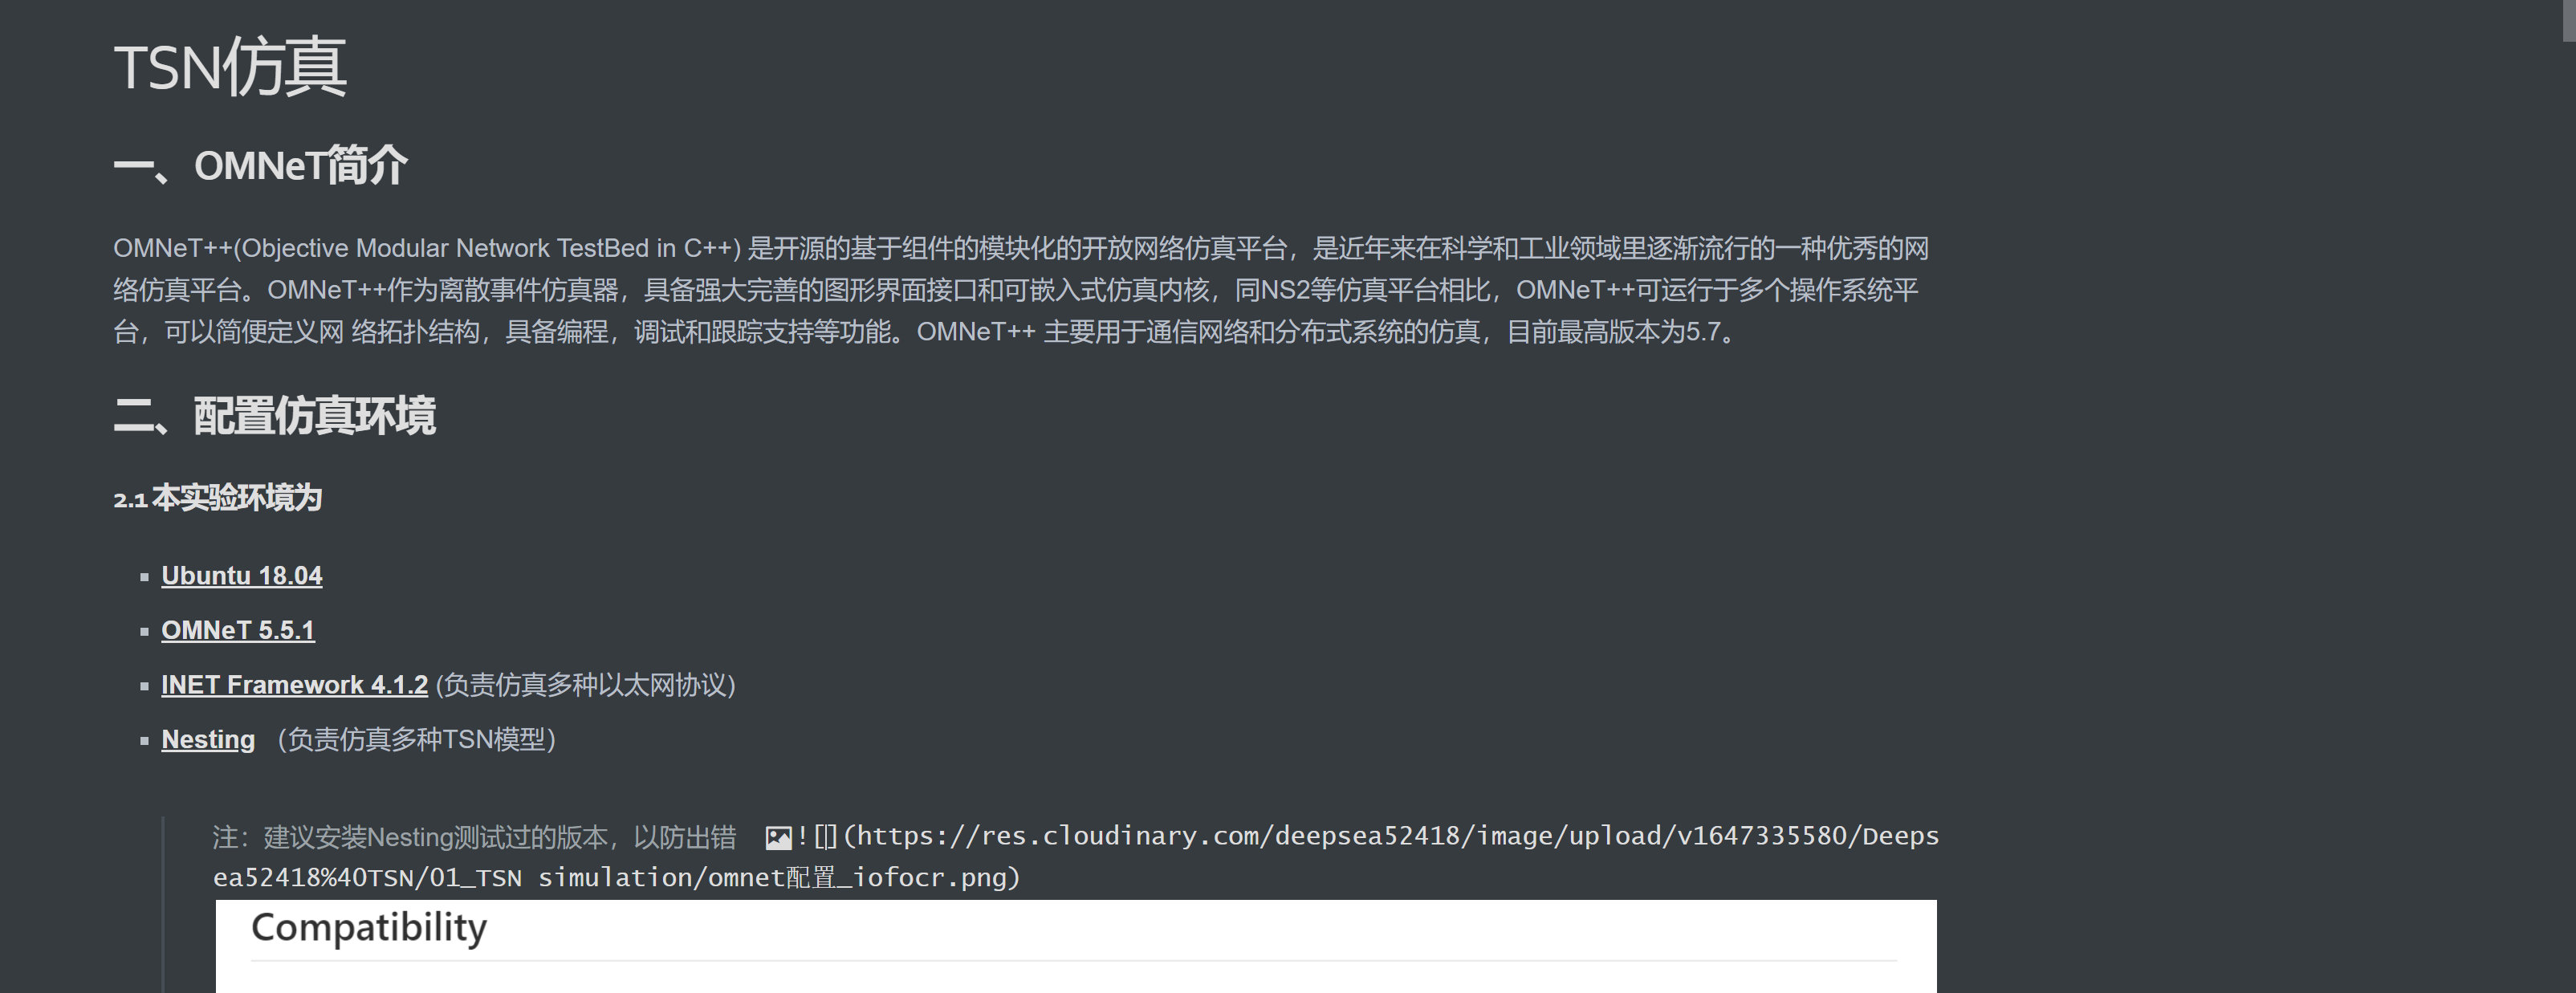 TSN仿真
一、OMNeT简介
OMNeT++(Objective Modular Network TestBed in C++) 是开源的基于组件的模块化的开放网络仿真平台，是近年来在科学和工业领域里逐渐流行的一种优秀的网
络仿真平台。OMNeT++作为离散事件仿真器，具备强大完善的图形界面接口和可嵌入式仿真内核，同NS2等仿真平台相比，OMNeT++可运行于多个操作系统平
台，可以简便定义网 络拓扑结构，具备编程，调试和跟踪支持等功能。OMNeT++ 主要用于通信网络和分布式系统的仿真，目前最高版本为5.7。
二、配置仿真环境
2.1 本实验环境为
Ubuntu 18.04
OMNeT 5.5.1
INET Framework 4.1.2 (负责仿真多种以太网协议)
Nesting （负责仿真多种TSN模型）
注：建议安装Nesting测试过的版本，以防出错 ![](https://res.cloudinary.com/deepsea52418/image/upload/v1647335580/Deeps
ea52418%40TSN/01_TSN simulation/omnet配置_iofocr.png)
Compatibility